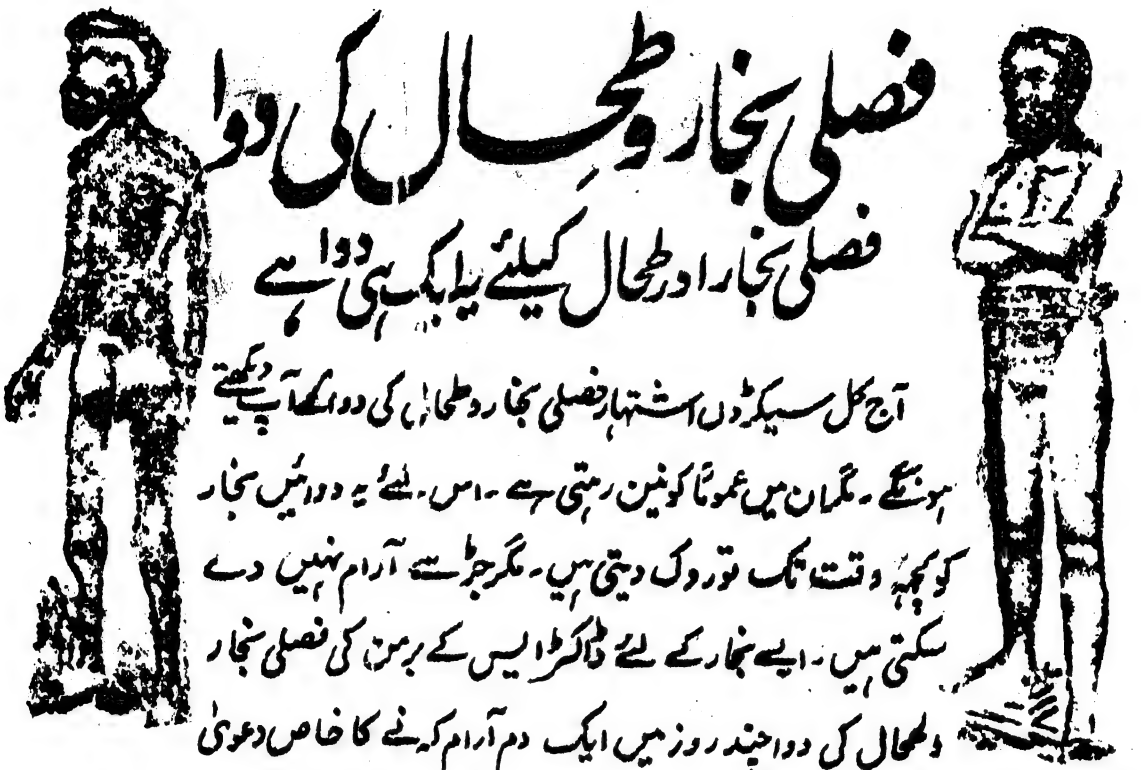 فصلی بخار و طحال کی دوا
فصلی بخار اور طحال کیلئے یہ ایک ہی دوا ہے
آج کل سیکڑوں اشتہار فصلی بخار و طحال کی دوا کے آپ دیکھتے
ہونگے۔ مگر ان میں عموماً کونین رہتی ہے۔ اس۔ لئے یہ دوائیں بخار
کو کچھ وقت تک تو روک دیتی ہیں۔ مگر جڑ سے آرام نہیں دے
سکتی ہیں۔ ایسے بخار کے لئے ڈاکٹر ایس کے برمن کی فصلی بخار
و طحال کی دوا چند روز میں ایک دم آرام کرنے کا خاص دعویٰ